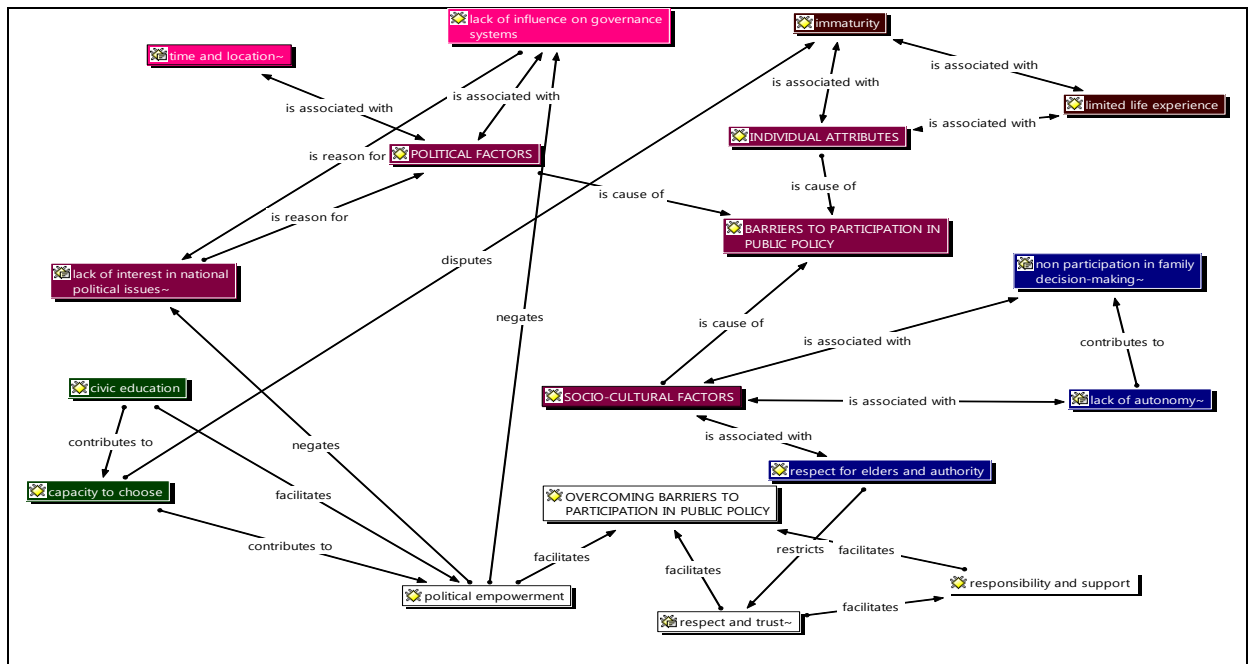 lack of influence on governance
systems
immaturity
time and location~
is associated with
is associated with
is associated with
is associated with
limited life experience
is associated with
INDIVIDUAL ATTRIBUTES
is reason for
POLITICAL FACTORS
is cause of
is cause of
is reason for
BARRIERS TO PARTICIPATION IN
PUBLIC POLICY
disputes
lack of interest in national
political issues~
non participation in family
decision-making~
negates
is cause of
is associated with
contributes to
civic education
SOCIO-CULTURAL FACTORS
is associated with
lack of autonomy~
contributes to
negates
is associated with
respect for elders and authority
capacity to choose
facilitates
OVERCOMING BARRIERS TO
PARTICIPATION IN PUBLIC POLICY
contributes to
facilitates
restricts
facilitates
facilitates
responsibility and support
political empowerment
facilitates
respect and trust~